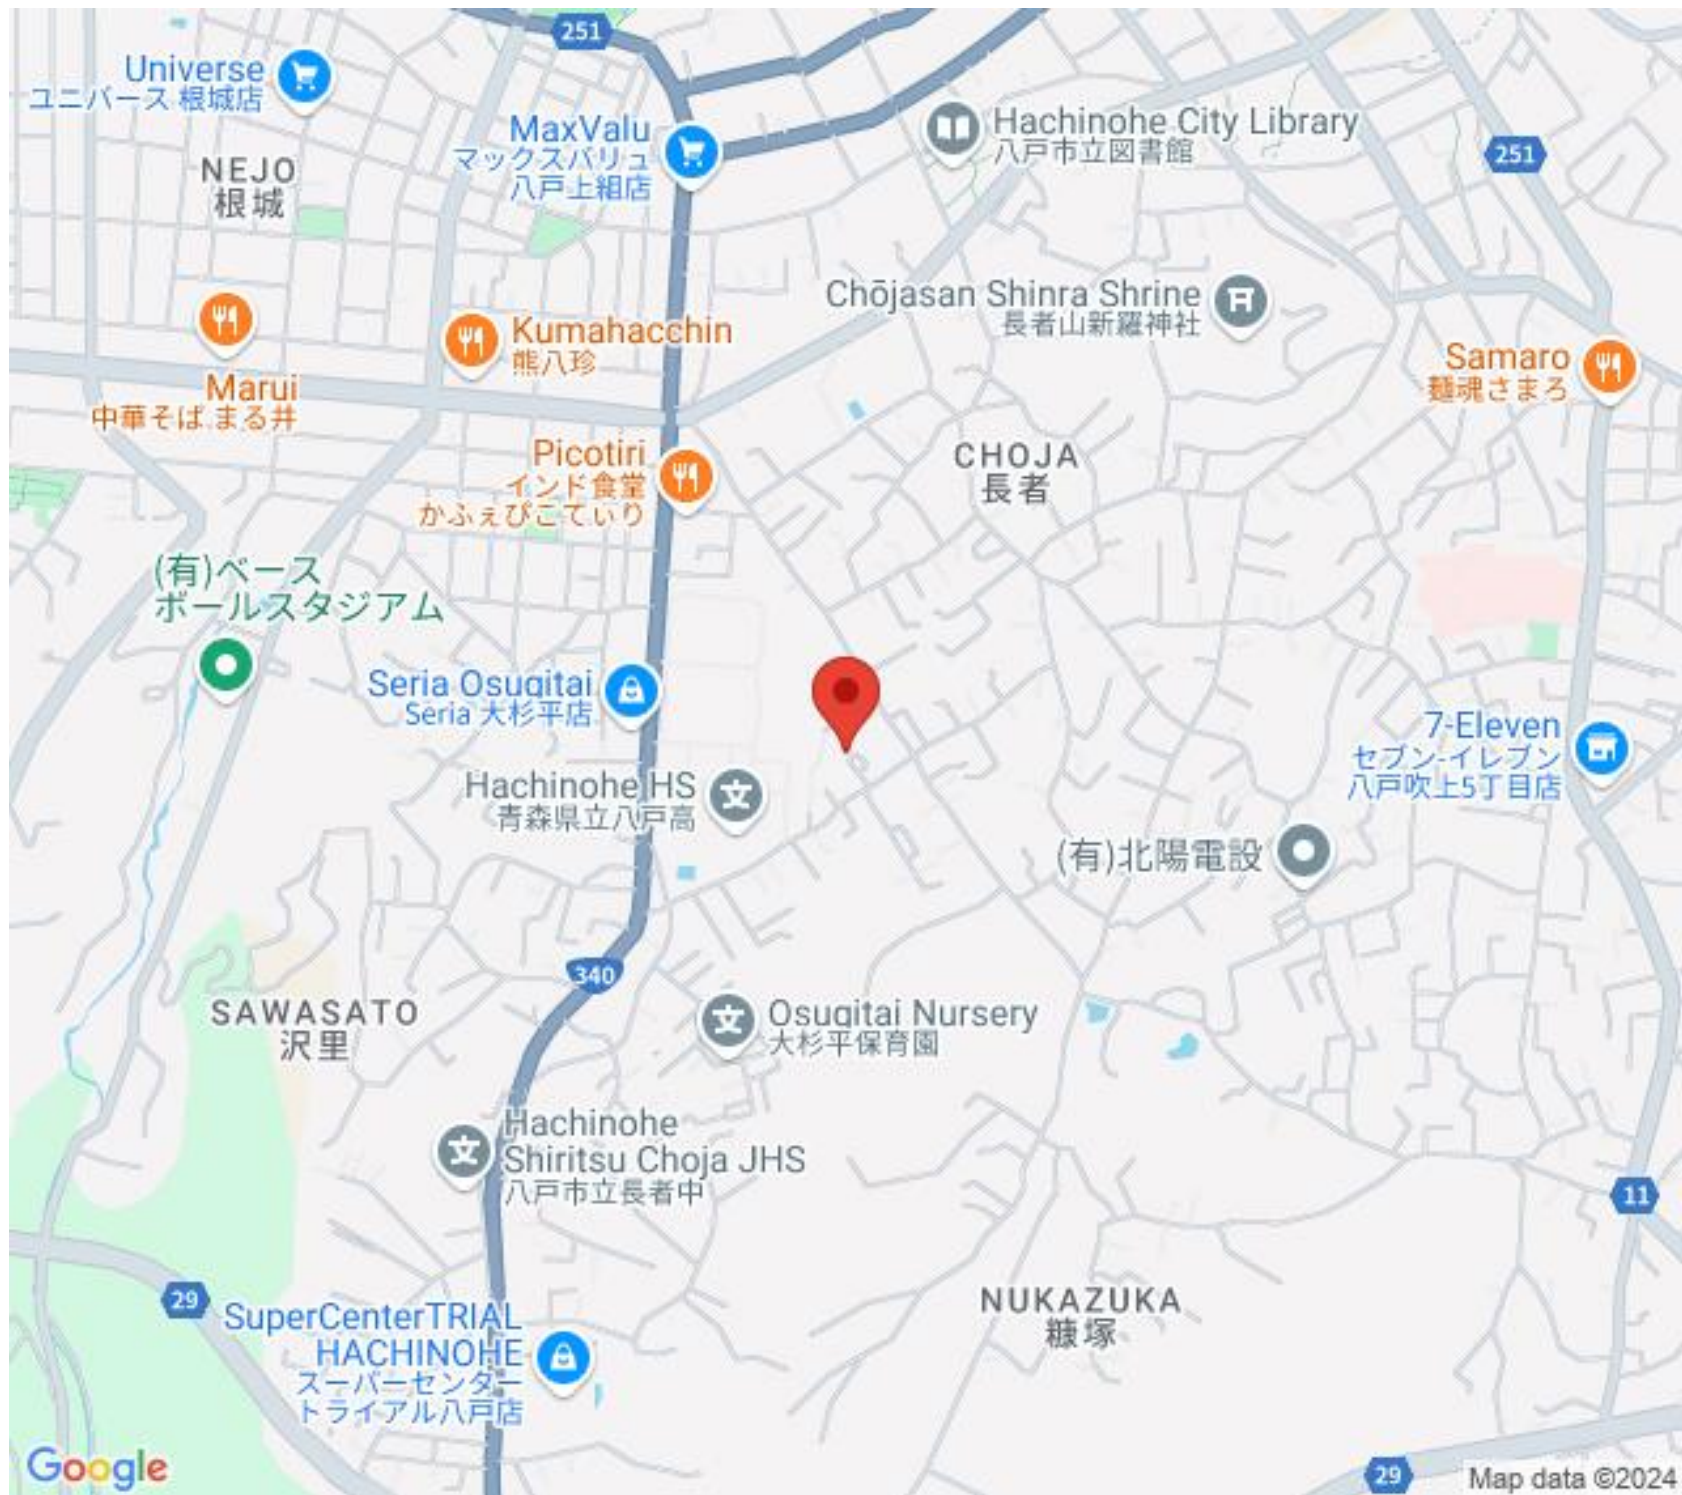 251
Universe
ユニバース 根城店
MaxValu
マックスバリュ
八戸上組店
Hachinohe City Library
八戸市立図書館
251
NEJO
根城
Chōjasan Shinra Shrine
長者山新羅神社
Kumahacchin
熊八珍
Samaro
麺魂さまろ
Marui
中華そば まる井
Picotiri
インド食堂
かふぇぴこていり
CHOJA
長者
(有)ベース
ボールスタジアム
Seria Osugitai
Seria 大杉平店
7-Eleven
セブン-イレブン
八戸吹上5丁目店
Hachinohe HS
青森県立八戸高
(有)北陽電設
340
SAWASATO
沢里
Osugitai Nursery
大杉平保育園
Hachinohe
Shiritsu Choja JHS
八戸市立長者中
11
29
SuperCenterTRIAL
HACHINOHE
スーパーセンター
トライアル八戸店
NUKAZUKA
糠塚
Google
29
Map data ©2024